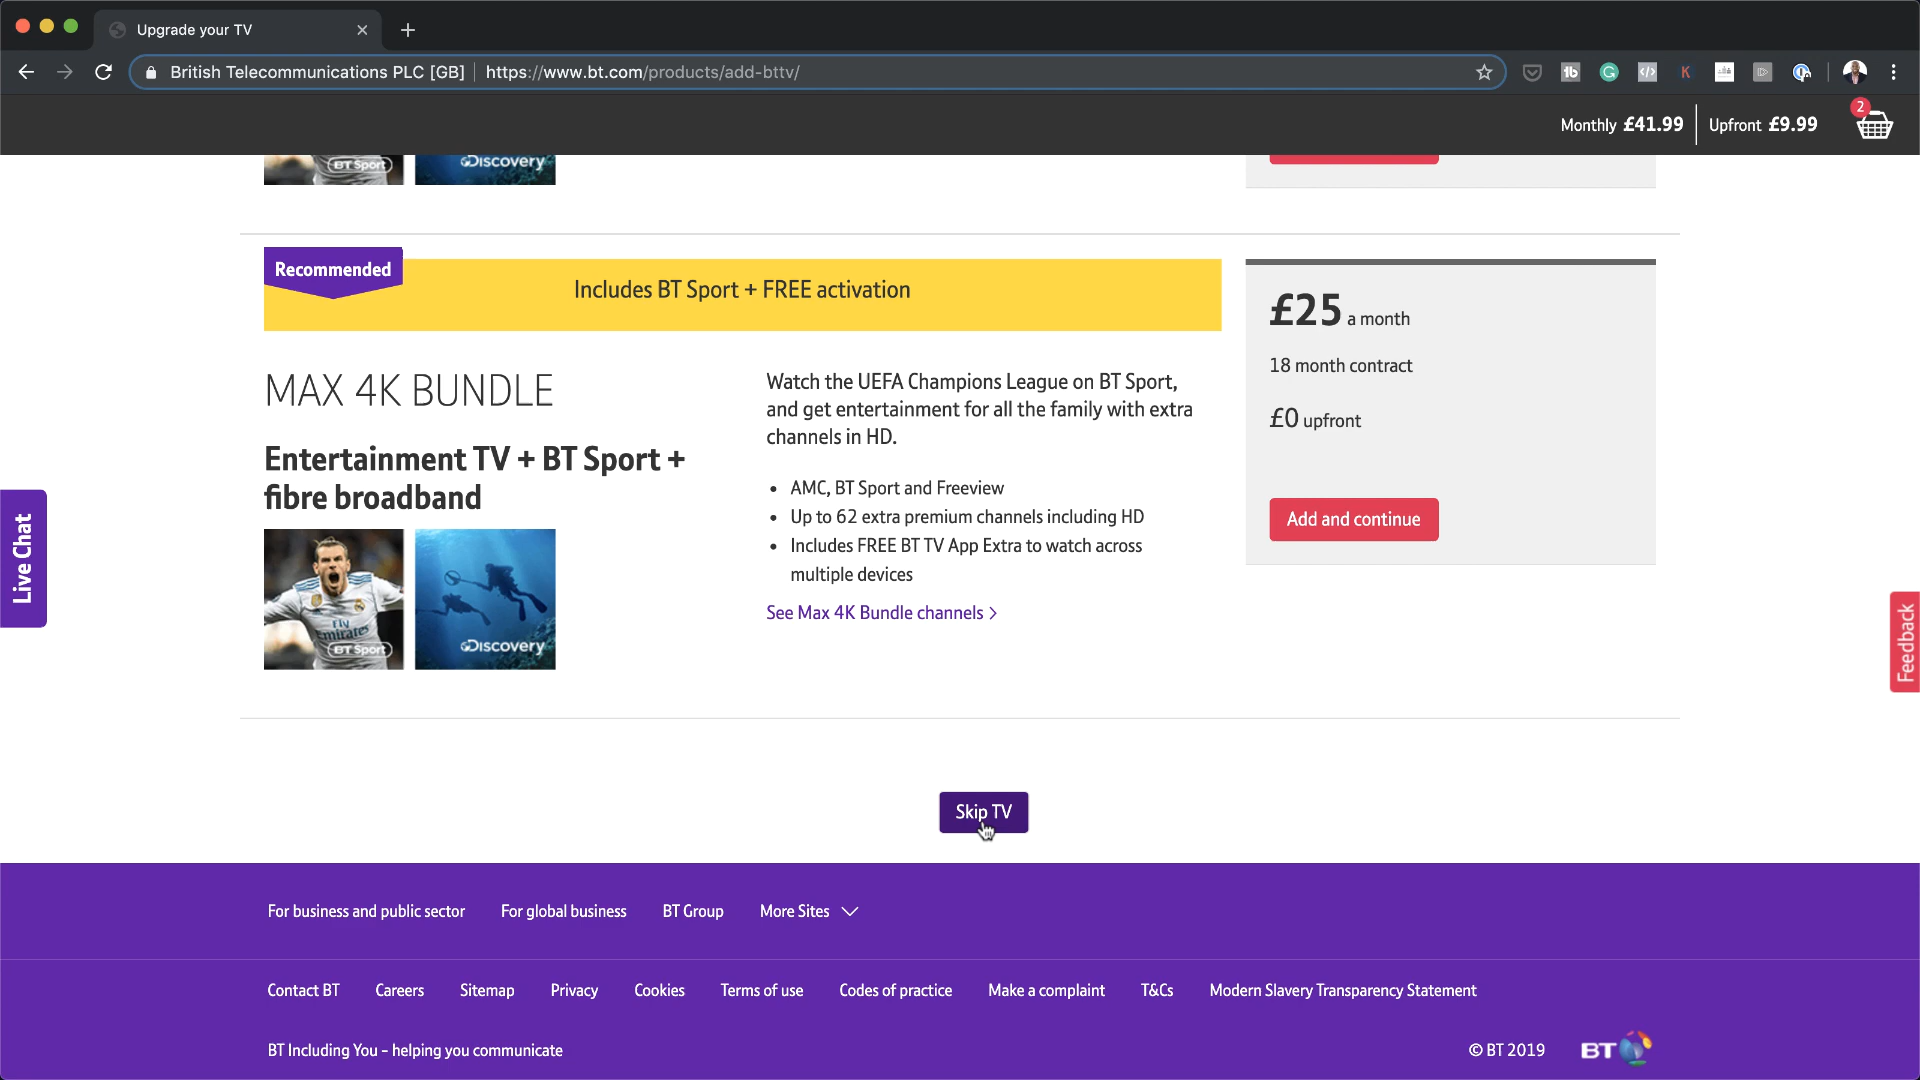 Upgrade your TV
British Telecommunications PLC [GB] https://www.bt.com/products/add-bttv/
Monthly £41.99 Upfront £9.99 2
BT Sport Discovery
Recommended
Includes BT Sport + FREE activation
£25 a month
18 month contract
£0 upfront
Add and continue
MAX 4K BUNDLE
Entertainment TV + BT Sport +
fibre broadband
Fly
Emirates
BT Sport
Discovery
Watch the UEFA Champions League on BT Sport,
and get entertainment for all the family with extra
channels in HD.
• AMC, BT Sport and Freeview
• Up to 62 extra premium channels including HD
• Includes FREE BT TV App Extra to watch across
multiple devices
See Max 4K Bundle channels >
Live Chat
Feedback
Skip TV
For business and public sector For global business BT Group More Sites
Contact BT Careers Sitemap Privacy Cookies Terms of use Codes of practice Make a complaint T&Cs Modern Slavery Transparency Statement
BT Including You – helping you communicate
© BT 2019 BT